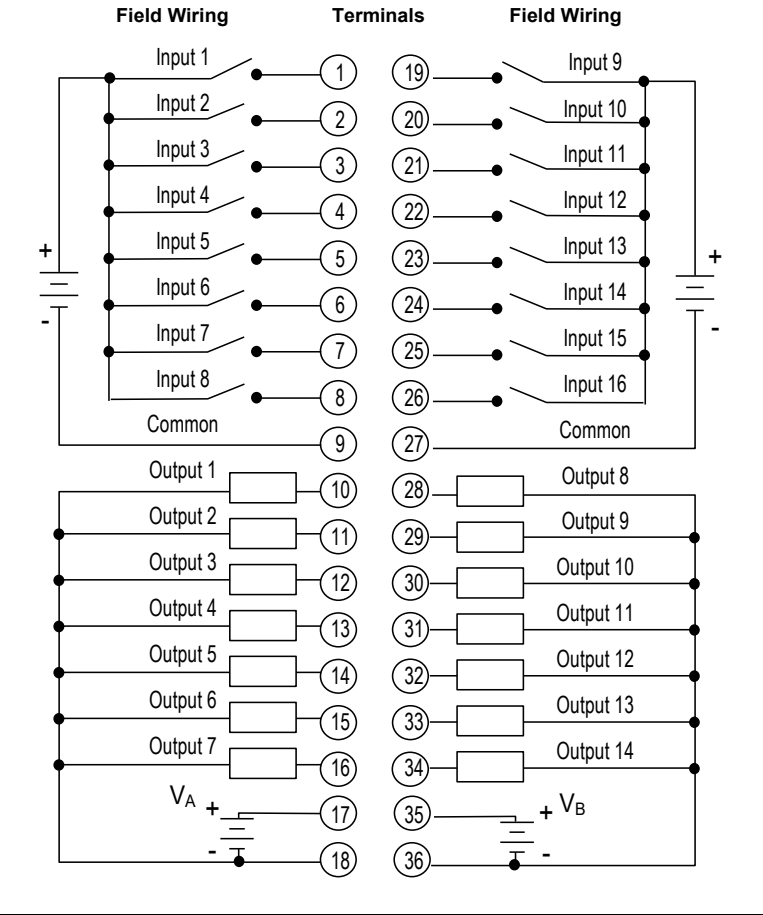 Field Wiring Terminals Field Wiring
Input 1 1 19 Input 9
Input 2 2 20 Input 10
Input 3 3 21 Input 11
Input 4 4 22 Input 12
Input 5 5 23 Input 13
+ +
Input 6 6 24 Input 14
- -
Input 7 7 25 Input 15
Input 8 8 26 Input 16
Common 9 27 Common
Output 1 10 28 Output 8
Output 2 11 29 Output 9
Output 3 12 30 Output 10
Output 4 13 31 Output 11
Output 5 14 32 Output 12
Output 6 15 33 Output 13
Output 7 16 34 Output 14
VA + 17 35 + VB
- 18 36 -